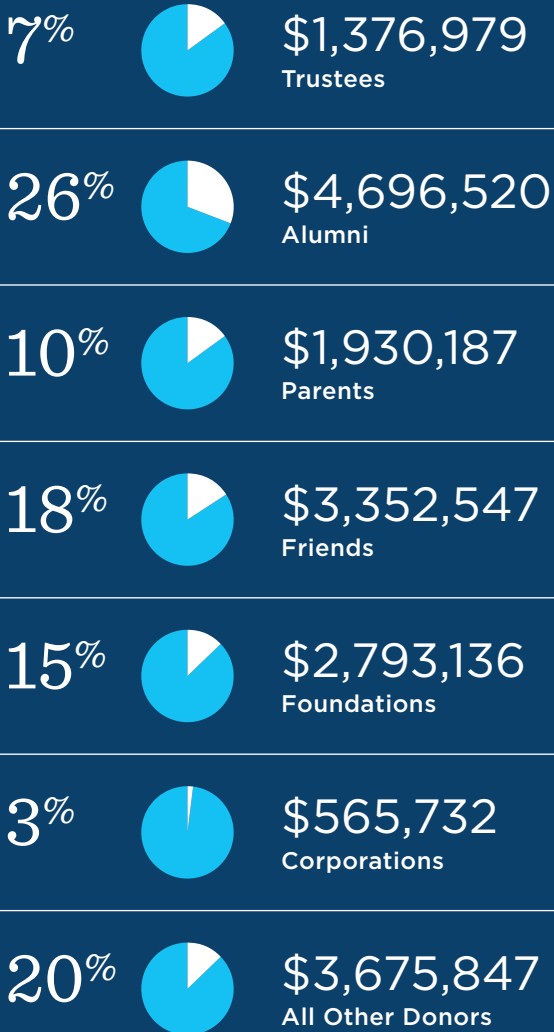 7% $1,376,979
Trustees
26% $4,696,520
Alumni
10% $1,930,187
Parents
18% $3,352,547
Friends
15% $2,793,136
Foundations
3% $565,732
Corporations
20% $3,675,847
All Other Donors